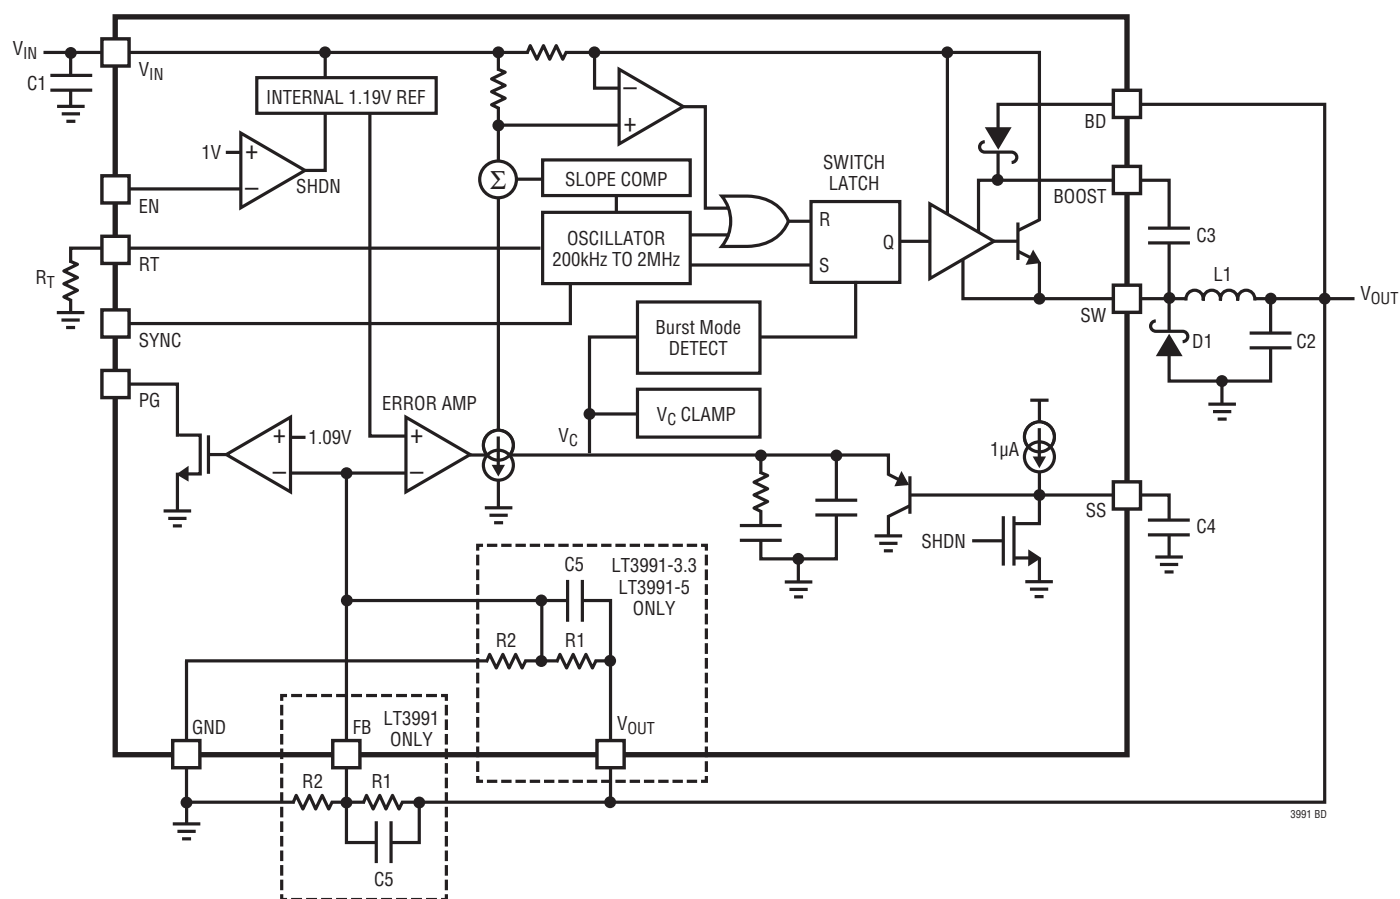 VIN
VIN
C1
INTERNAL 1.19V REF
1V
+
–
SHDN
EN
RT
RT
SYNC
PG
–
+
Σ
SLOPE COMP
OSCILLATOR
200kHz TO 2MHz
SWITCH
LATCH
R
S
Q
BD
BOOST
C3
L1
VOUT
SW
D1
C2
Burst Mode
DETECT
VC CLAMP
VC
ERROR AMP
+
–
+
–
1.09V
1µA
SS
C4
SHDN
C5
LT3991-3.3
LT3991-5
ONLY
R2
R1
GND
FB
LT3991
ONLY
VOUT
R2
R1
C5
3991 BD